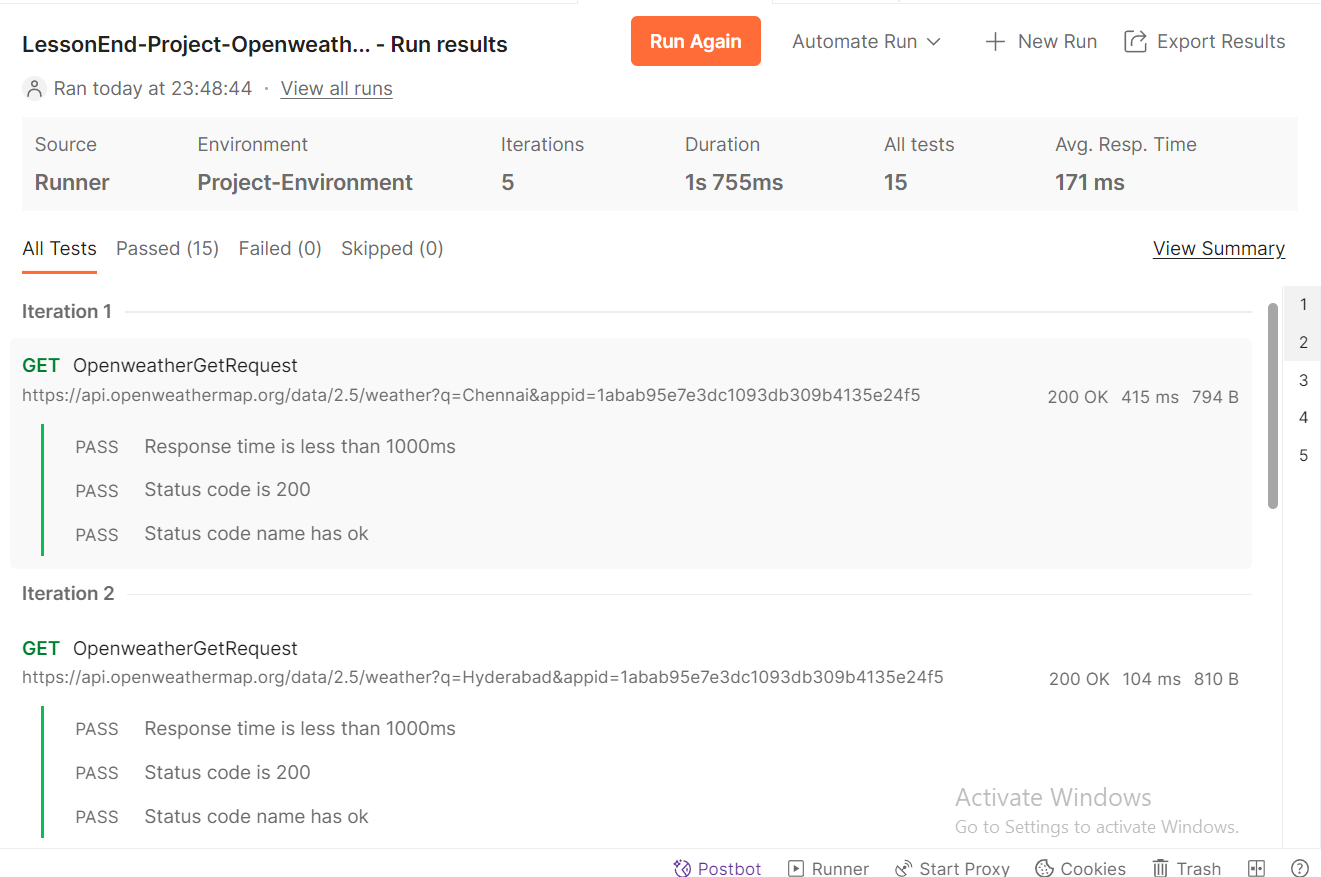 LessonEnd-Project-Openweath... - Run results
Run Again
Automate Run
New Run
Export Results
Ran today at 23:48:44 · View all runs
Source Environment Iterations Duration All tests Avg. Resp. Time
Runner Project-Environment 5 1s 755ms 15 171 ms
All Tests Passed (15) Failed (0) Skipped (0) View Summary
Iteration 1
GET OpenweatherGetRequest
https://api.openweathermap.org/data/2.5/weather?q=Chennai&appid=1abab95e7e3dc1093db309b4135e24f5 200 OK 415 ms 794 B
PASS Response time is less than 1000ms
PASS Status code is 200
PASS Status code name has ok
Iteration 2
GET OpenweatherGetRequest
https://api.openweathermap.org/data/2.5/weather?q=Hyderabad&appid=1abab95e7e3dc1093db309b4135e24f5 200 OK 104 ms 810 B
PASS Response time is less than 1000ms
PASS Status code is 200
PASS Status code name has ok
1
2
3
4
5
Activate Windows
Go to Settings to activate Windows.
Postbot Runner Start Proxy Cookies Trash